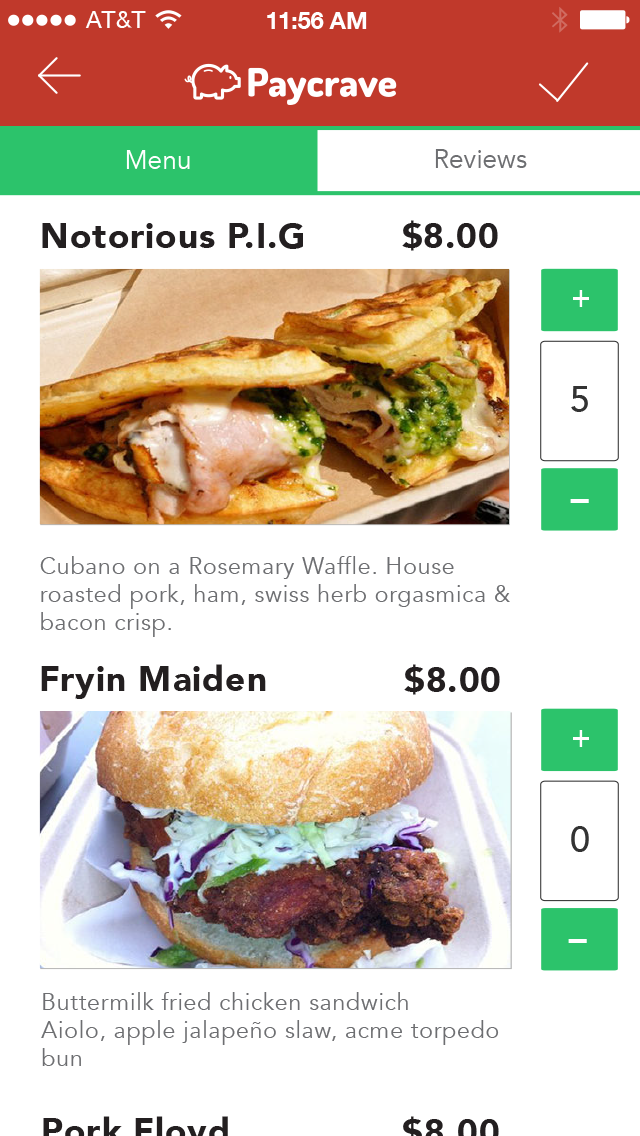 AT&T 11:56 AM
Paycrave
Menu Reviews
Notorious P.I.G $8.00
+
5
−
Cubano on a Rosemary Waffle. House
roasted pork, ham, swiss herb orgasmica &
bacon crisp.
Fryin Maiden $8.00
+
0
−
Buttermilk fried chicken sandwich
Aiolo, apple jalapeño slaw, acme torpedo
bun
Pork Floyd $8.00